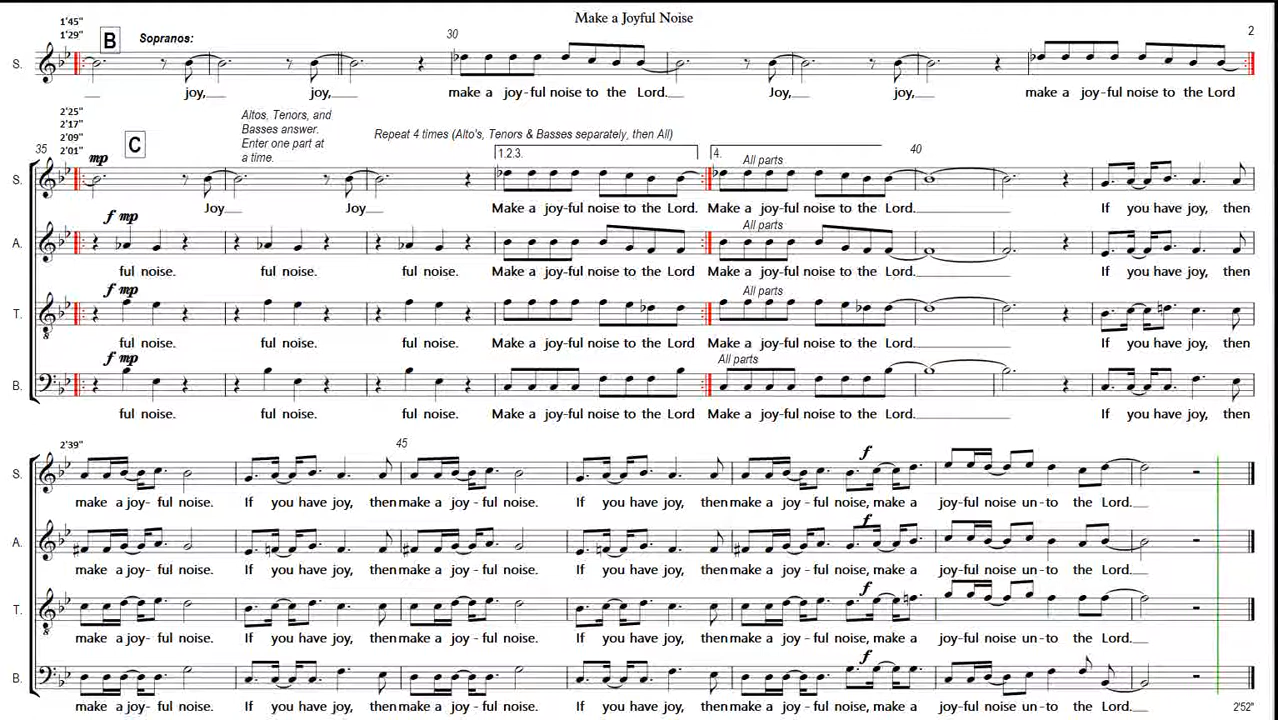 Make a Joyful Noise
1'45"
1'29"
B
Sopranos:
30
2
S.
joy, joy, make a joy-ful noise to the Lord. Joy, joy, make a joy-ful noise to the Lord
2'25"
2'17"
2'09"
2'01"
35
C
Altos, Tenors, and
Basses answer.
Enter one part at
a time.
Repeat 4 times (Alto's, Tenors & Basses separately, then All)
1.2.3.
4.
All parts
40
mp
S.
Joy Joy Make a joy-ful noise to the Lord. Make a joy-ful noise to the Lord. If you have joy, then
f mp
All parts
A.
ful noise. ful noise. ful noise. Make a joy-ful noise to the Lord Make a joy-ful noise to the Lord. If you have joy, then
f mp
All parts
T.
ful noise. ful noise. ful noise. Make a joy-ful noise to the Lord Make a joy-ful noise to the Lord. If you have joy, then
f mp
All parts
B.
ful noise. ful noise. ful noise. Make a joy-ful noise to the Lord Make a joy-ful noise to the Lord. If you have joy, then
2'39"
45
f
S.
make a joy- ful noise. If you have joy, then make a joy - ful noise. If you have joy, then make a joy - ful noise, make a joy-ful noise un-to the Lord.
f
A.
make a joy- ful noise. If you have joy, then make a joy - ful noise. If you have joy, then make a joy - ful noise, make a joy-ful noise un-to the Lord.
f
T.
make a joy- ful noise. If you have joy, then make a joy - ful noise. If you have joy, then make a joy - ful noise, make a joy-ful noise un-to the Lord.
f
B.
make a joy- ful noise. If you have joy, then make a joy - ful noise. If you have joy, then make a joy - ful noise, make a joy-ful noise un-to the Lord.
2'52"